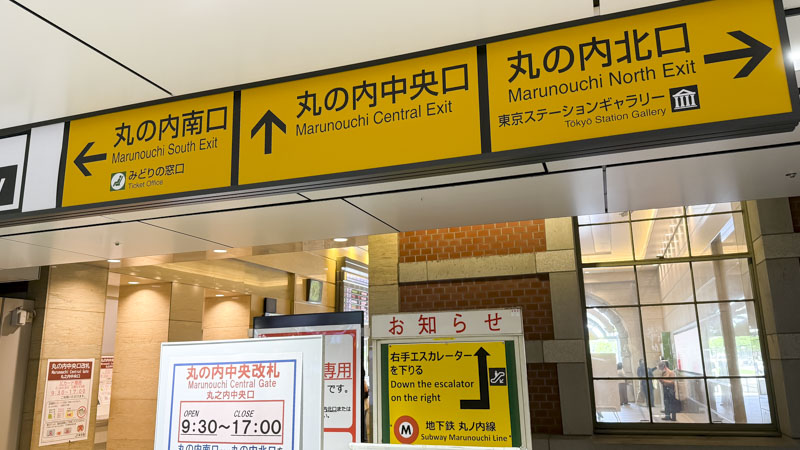 丸の内南口
Marunouchi South Exit
みどりの窓口
Ticket Office
丸の内中央口
Marunouchi Central Exit
丸の内北口
Marunouchi North Exit
東京ステーションギャラリー
Tokyo Station Gallery
丸の内中央改札
Marunouchi Central Gate
丸之内中央口
OPEN CLOSE
9:30～17:00
専用
です。
お知らせ
右手エスカレーター
を下りる
Down the escalator
on the right
M 地下鉄 丸ノ内線
Subway Marunouchi Line